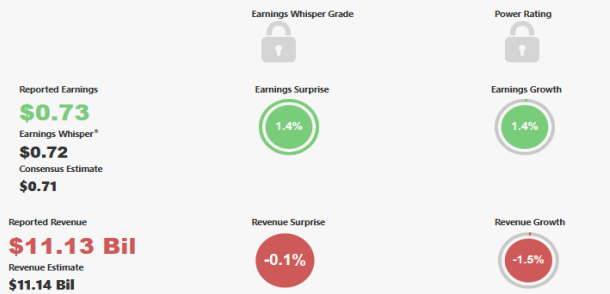 Earnings Whisper Grade
Power Rating
Reported Earnings
Earnings Surprise
Earnings Growth
$0.73
1.4%
1.4%
Earnings Whisper®
$0.72
Consensus Estimate
$0.71
Reported Revenue
Revenue Surprise
Revenue Growth
$11.13 Bil
-0.1%
-1.5%
Revenue Estimate
$11.14 Bil